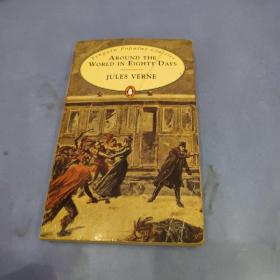 Penguin Popular Classics
AROUND THE
WORLD IN EIGHTY DAYS
JULES VERNE